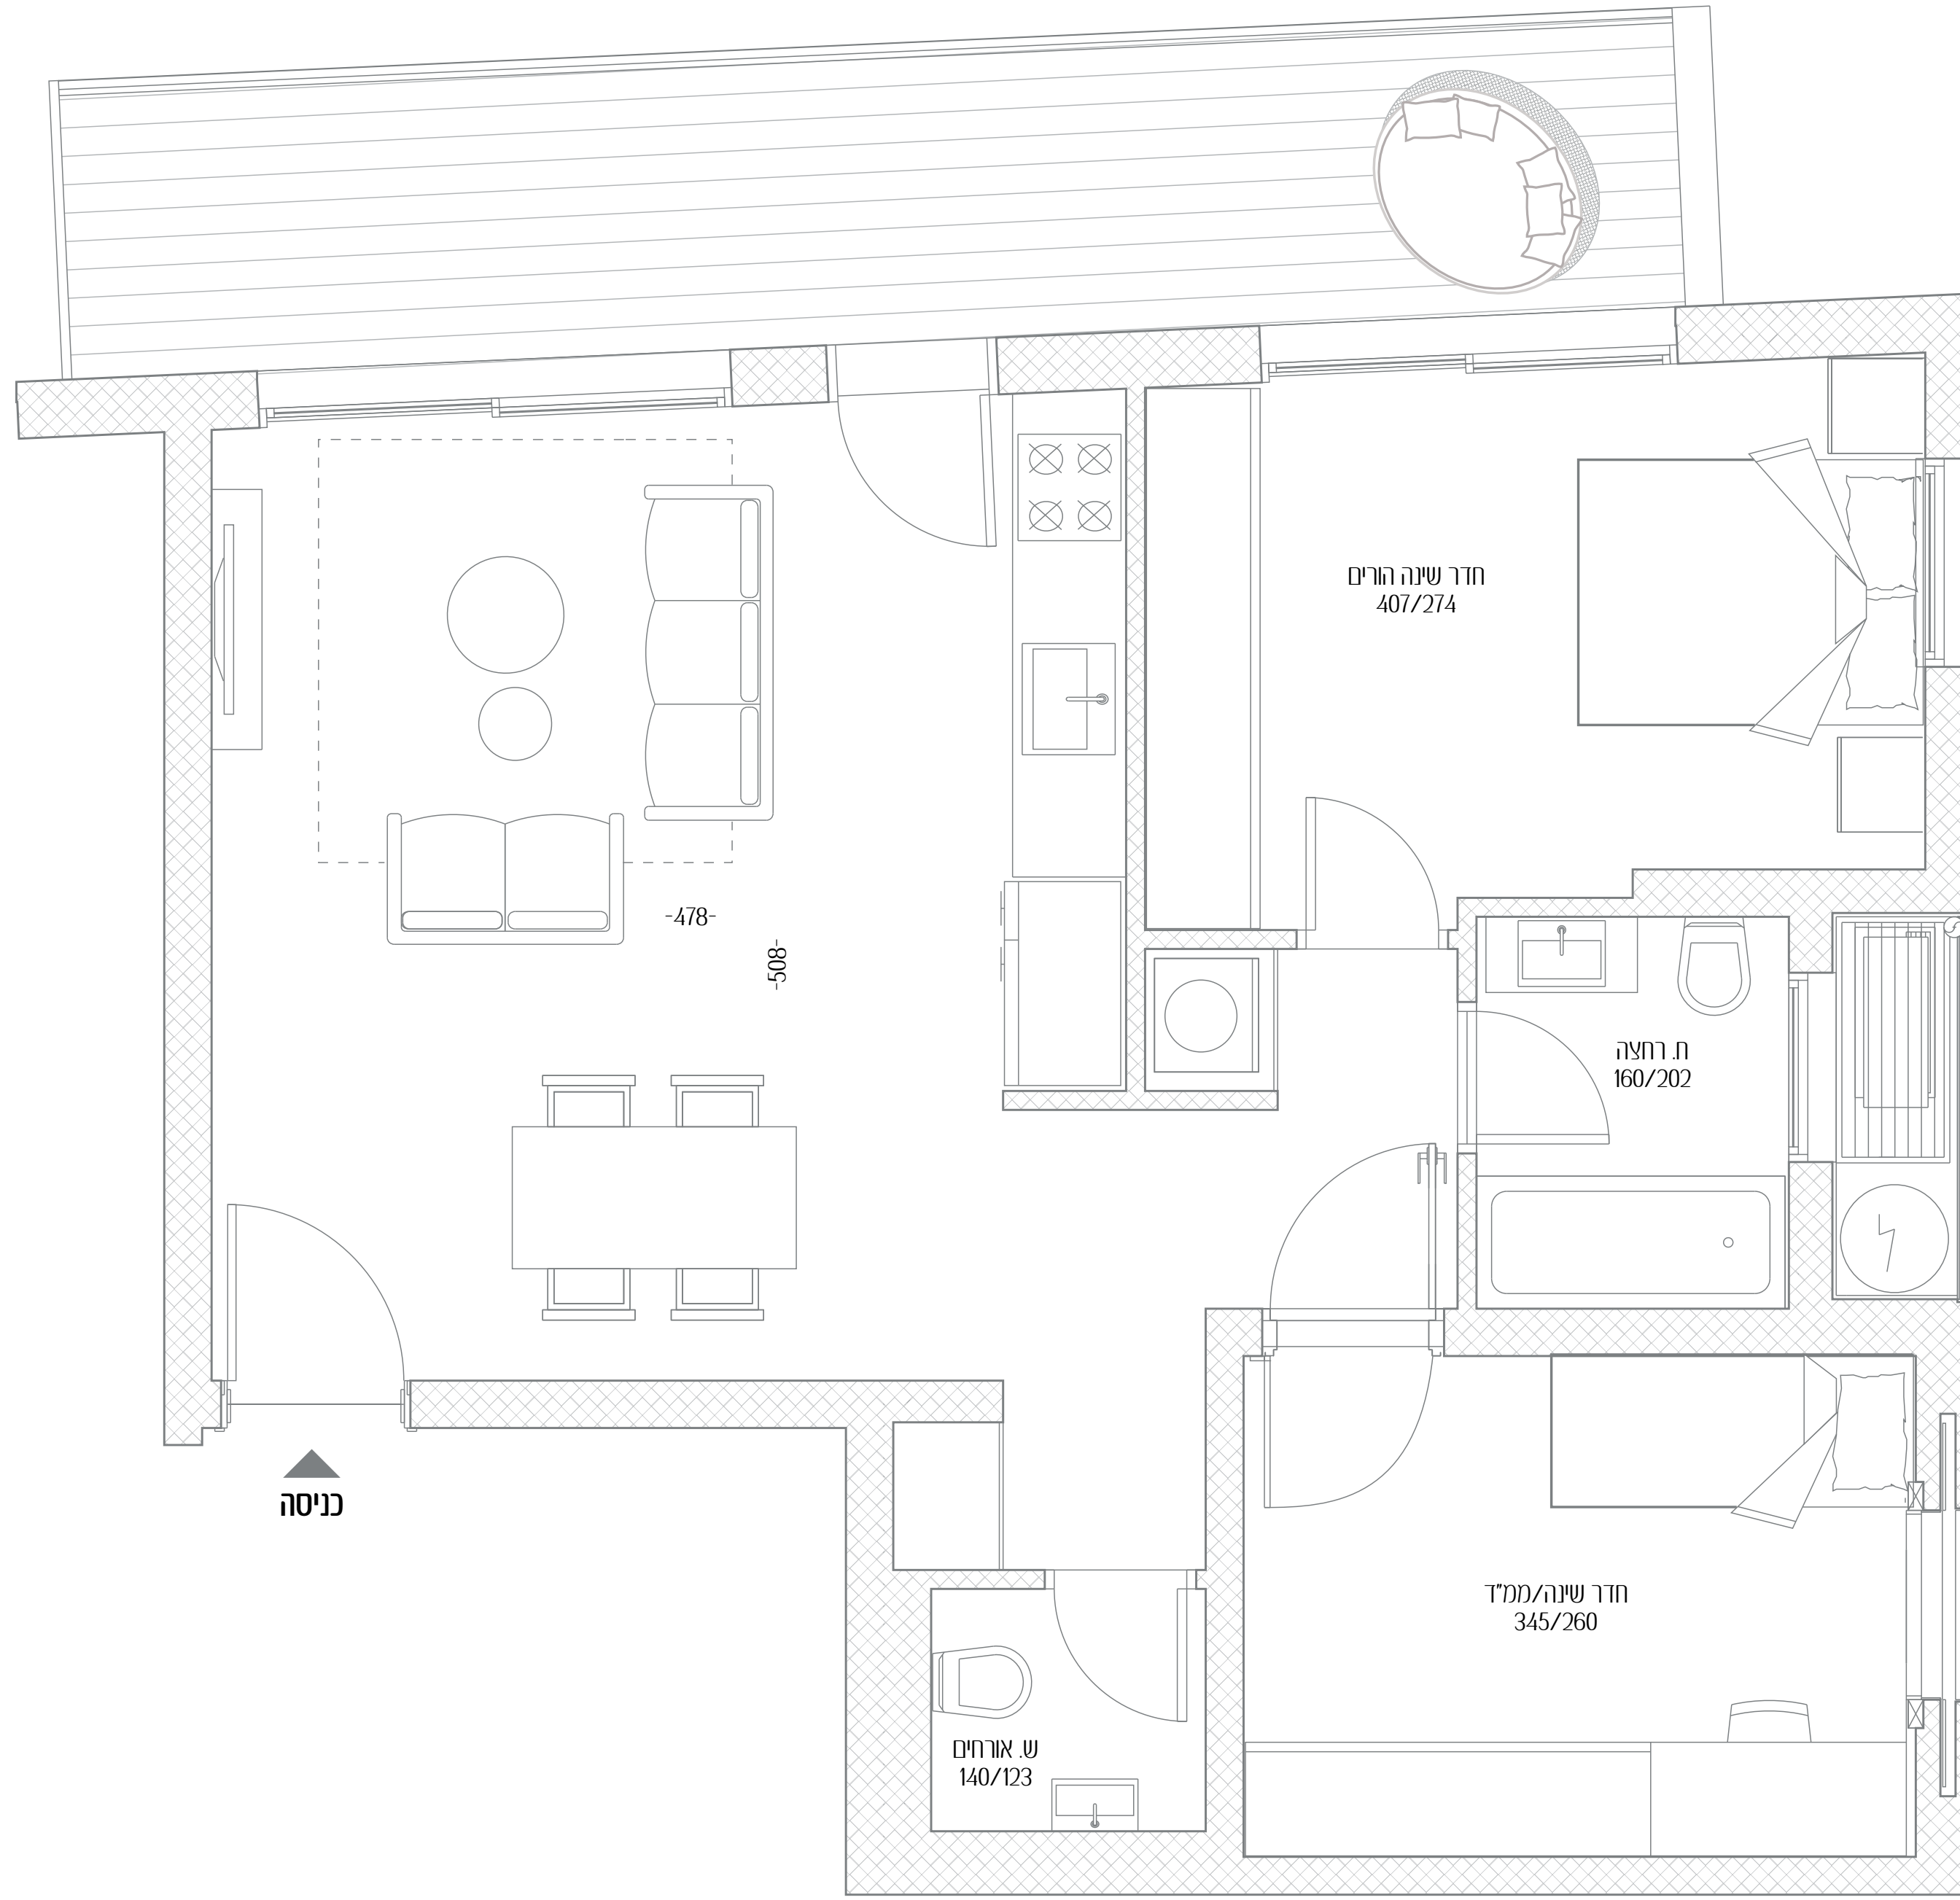 חדר שינה הורים
407/274
-478-
-508-
ח. רחצה
160/202
כניסה
חדר שינה/ממ"ד
345/260
ש. אורחים
140/123